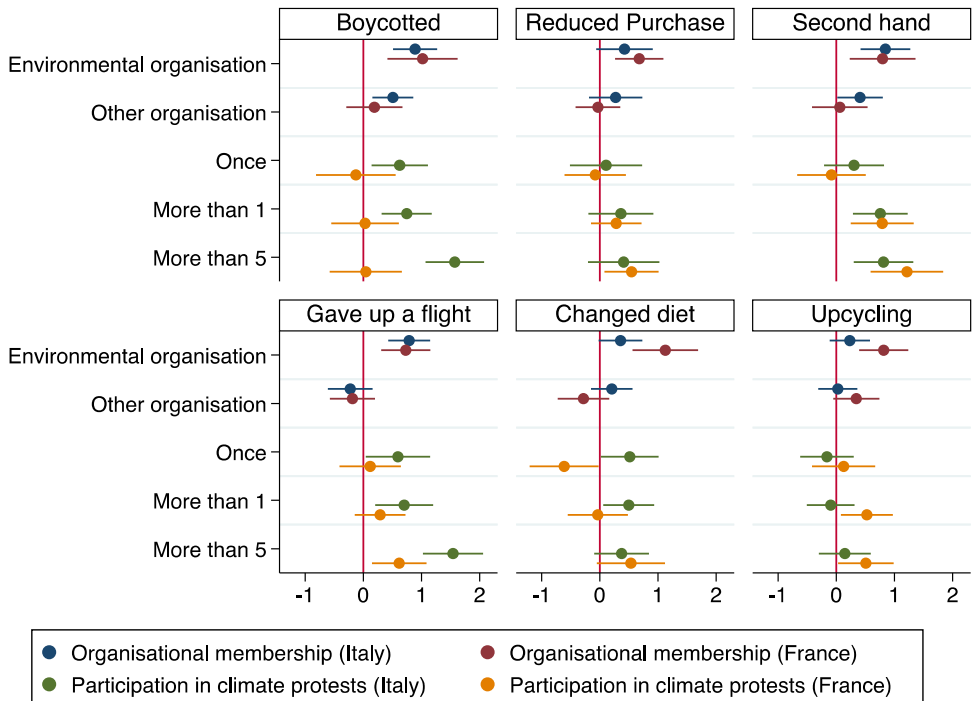 Boycotted
Reduced Purchase
Second hand
Environmental organisation
Other organisation
Once
More than 1
More than 5
Gave up a flight
Changed diet
Upcycling
Environmental organisation
Other organisation
Once
More than 1
More than 5
-1 0 1 2
-1 0 1 2
-1 0 1 2
Organisational membership (Italy)
Organisational membership (France)
Participation in climate protests (Italy)
Participation in climate protests (France)